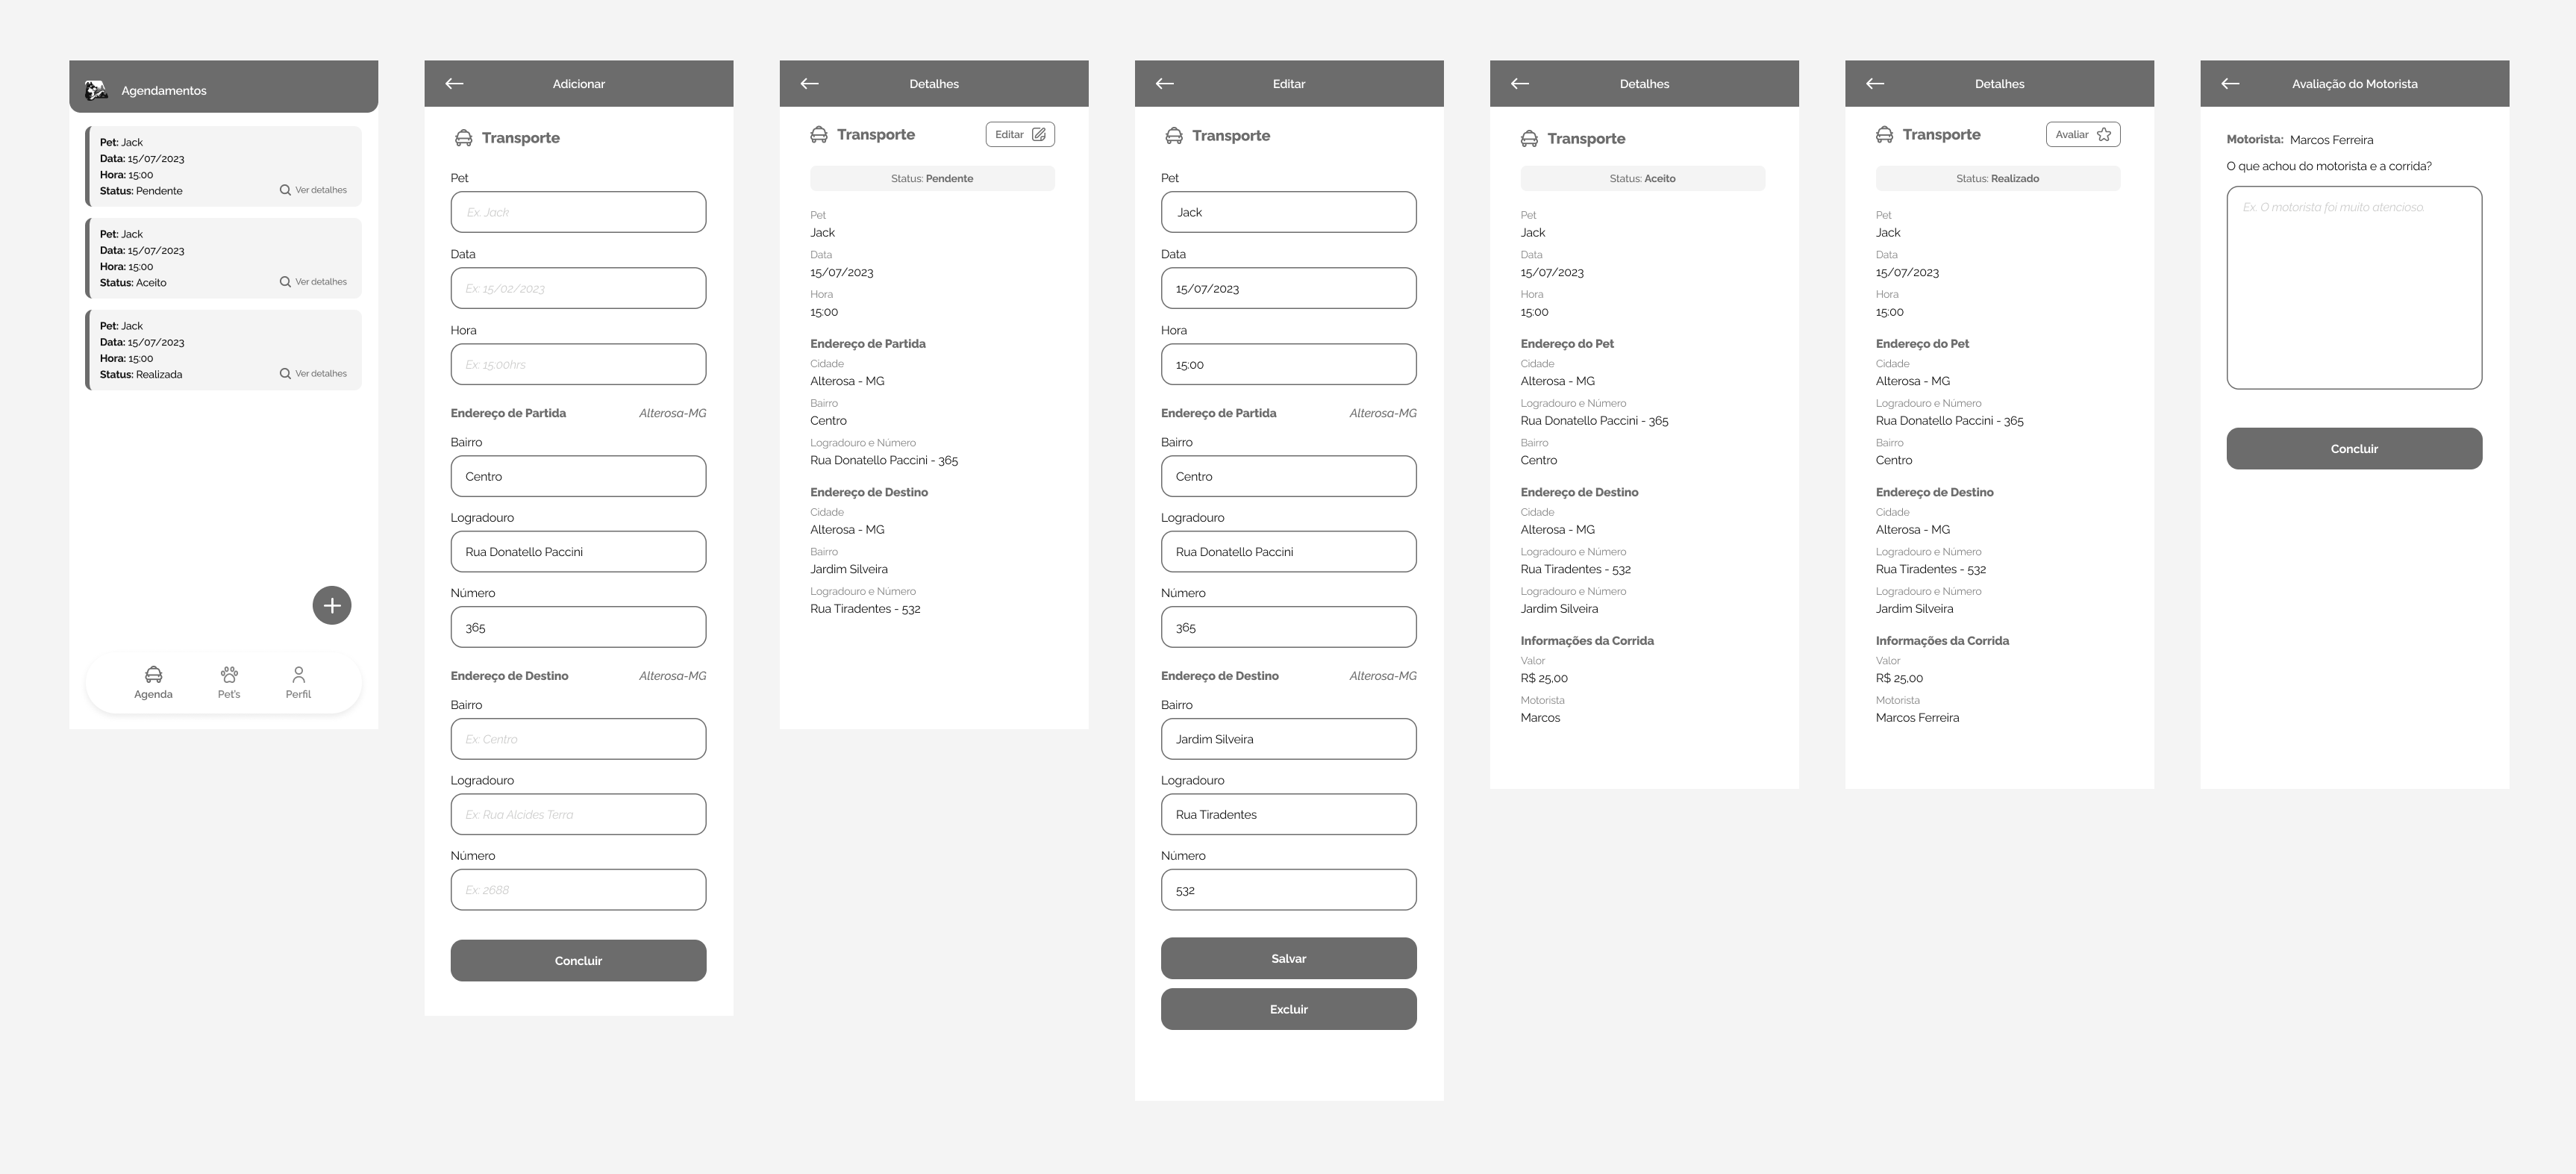 Agendamentos
Pet: Jack
Data: 15/07/2023
Hora: 15:00
Status: Pendente
Ver detalhes
Pet: Jack
Data: 15/07/2023
Hora: 15:00
Status: Aceito
Ver detalhes
Pet: Jack
Data: 15/07/2023
Hora: 15:00
Status: Realizada
Ver detalhes
Agenda
Pet's
Perfil
Adicionar
Transporte
Pet
Ex. Jack
Data
Ex: 15/02/2023
Hora
Ex: 15:00hrs
Endereço de Partida Alterosa-MG
Bairro
Centro
Logradouro
Rua Donatello Paccini
Número
365
Endereço de Destino Alterosa-MG
Bairro
Ex: Centro
Logradouro
Ex: Rua Alcides Terra
Número
Ex: 2688
Concluir
Detalhes
Transporte
Editar
Status: Pendente
Pet
Jack
Data
15/07/2023
Hora
15:00
Endereço de Partida
Cidade
Alterosa - MG
Bairro
Centro
Logradouro e Número
Rua Donatello Paccini - 365
Endereço de Destino
Cidade
Alterosa - MG
Bairro
Jardim Silveira
Logradouro e Número
Rua Tiradentes - 532
Editar
Transporte
Pet
Jack
Data
15/07/2023
Hora
15:00
Endereço de Partida Alterosa-MG
Bairro
Centro
Logradouro
Rua Donatello Paccini
Número
365
Endereço de Destino Alterosa-MG
Bairro
Jardim Silveira
Logradouro
Rua Tiradentes
Número
532
Salvar
Excluir
Detalhes
Transporte
Status: Aceito
Pet
Jack
Data
15/07/2023
Hora
15:00
Endereço do Pet
Cidade
Alterosa - MG
Logradouro e Número
Rua Donatello Paccini - 365
Bairro
Centro
Endereço de Destino
Cidade
Alterosa - MG
Logradouro e Número
Rua Tiradentes - 532
Logradouro e Número
Jardim Silveira
Informações da Corrida
Valor
R$ 25,00
Motorista
Marcos
Detalhes
Transporte
Avaliar
Status: Realizado
Pet
Jack
Data
15/07/2023
Hora
15:00
Endereço do Pet
Cidade
Alterosa - MG
Logradouro e Número
Rua Donatello Paccini - 365
Bairro
Centro
Endereço de Destino
Cidade
Alterosa - MG
Logradouro e Número
Rua Tiradentes - 532
Logradouro e Número
Jardim Silveira
Informações da Corrida
Valor
R$ 25,00
Motorista
Marcos Ferreira
Avaliação do Motorista
Motorista: Marcos Ferreira
O que achou do motorista e a corrida?
Ex. O motorista foi muito atencioso.
Concluir